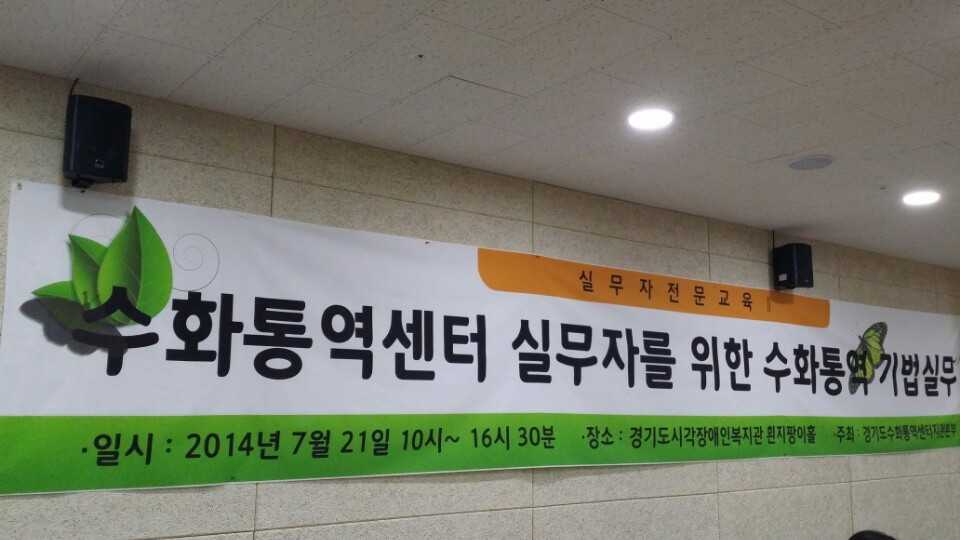 실무자전문교육 Ⅱ
수화통역센터 실무자를 위한 수화통역 기법실무
·일시 : 2014년 7월 21일 10시~ 16시 30분 ·장소 : 경기도시각장애인복지관 흰지팡이홀 ·주최 : 경기도수화통역센터지원본부